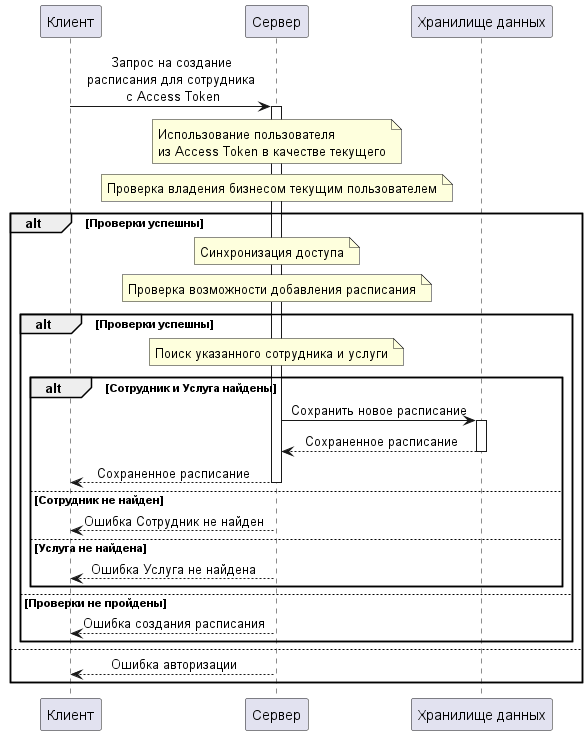 Клиент
Сервер
Хранилище данных
Запрос на создание
расписания для сотрудника
с Access Token
Использование пользователя
из Access Token в качестве текущего
Проверка владения бизнесом текущим пользователем
alt
[Проверки успешны]
Синхронизация доступа
Проверка возможности добавления расписания
alt
[Проверки успешны]
Поиск указанного сотрудника и услуги
alt
[Сотрудник и Услуга найдены]
Сохранить новое расписание
Сохраненное расписание
Сохраненное расписание
[Сотрудник не найден]
Ошибка Сотрудник не найден
[Услуга не найдена]
Ошибка Услуга не найдена
[Проверки не пройдены]
Ошибка создания расписания
Ошибка авторизации
Клиент
Сервер
Хранилище данных